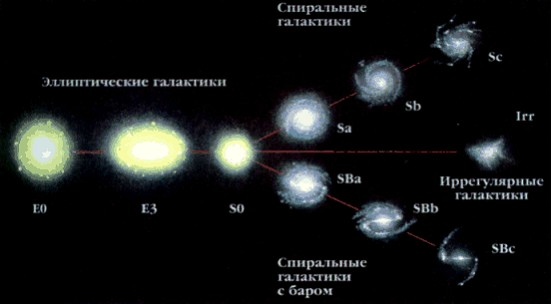 Спиральные
галактики
Эллиптические галактики
Sc
Sb
Sa
Irr
Иррегулярные
галактики
SBa
E0
E3
S0
SBb
SBc
Спиральные
галактики
с баром